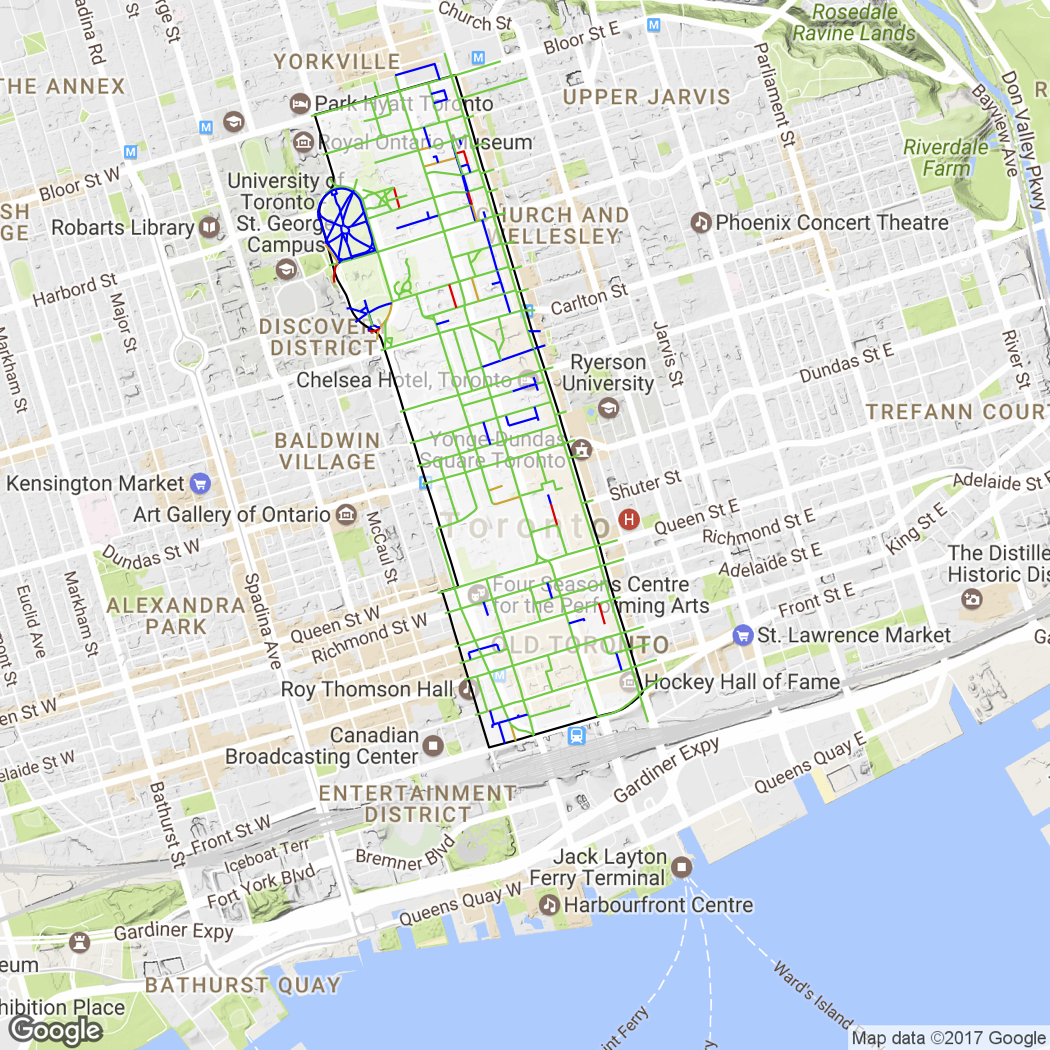 Church St
Rosedale
Ravine Lands
Spadina Rd
George St
Bloor St E
YORKVILLE
THE ANNEX
Park Hyatt Toronto
UPPER JARVIS
Parliament St
Don Valley Pkwy
Bayview Ave
Royal Ontario Museum
Riverdale
Farm
Bloor St W
University of
Toronto -
St. George
Campus
Robarts Library
CHURCH AND
WELLESLEY
Phoenix Concert Theatre
Harbord St
Major St
Markham St
Carlton St
DISCOVERY
DISTRICT
Jarvis St
Dundas St E
River St
Chelsea Hotel, Toronto
Ryerson
University
TREFANN COURT
BALDWIN
VILLAGE
Yonge-Dundas
Square Toronto
Kensington Market
Art Gallery of Ontario
Shuter St
Adelaide St E
Toronto
Queen St E
Richmond St E
King St E
McCaul St
Dundas St W
Adelaide St E
The Distille
Historic Dis
Markham St
Euclid Ave
Spadina Ave
Four Seasons Centre
for the Performing Arts
Front St E
ALEXANDRA
PARK
Queen St W
Richmond St W
OLD TORONTO
St. Lawrence Market
Roy Thomson Hall
Hockey Hall of Fame
en St W
Canadian
Broadcasting Center
elaide St W
Gardiner Expy
Queens Quay E
Bathurst St
ENTERTAINMENT
DISTRICT
Front St W
Iceboat Terr
Bremner Blvd
Fort York Blvd
Jack Layton
Ferry Terminal
Queens Quay W
Harbourfront Centre
Gardiner Expy
eum
BATHURST QUAY
Ward's Island
hibition Place
int Ferry
Ferry
Google
Map data ©2017 Google